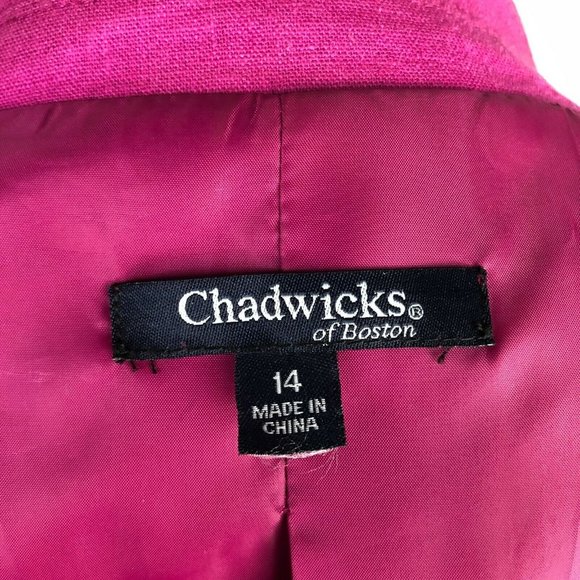 Chadwicks®
of Boston
14
MADE IN
CHINA